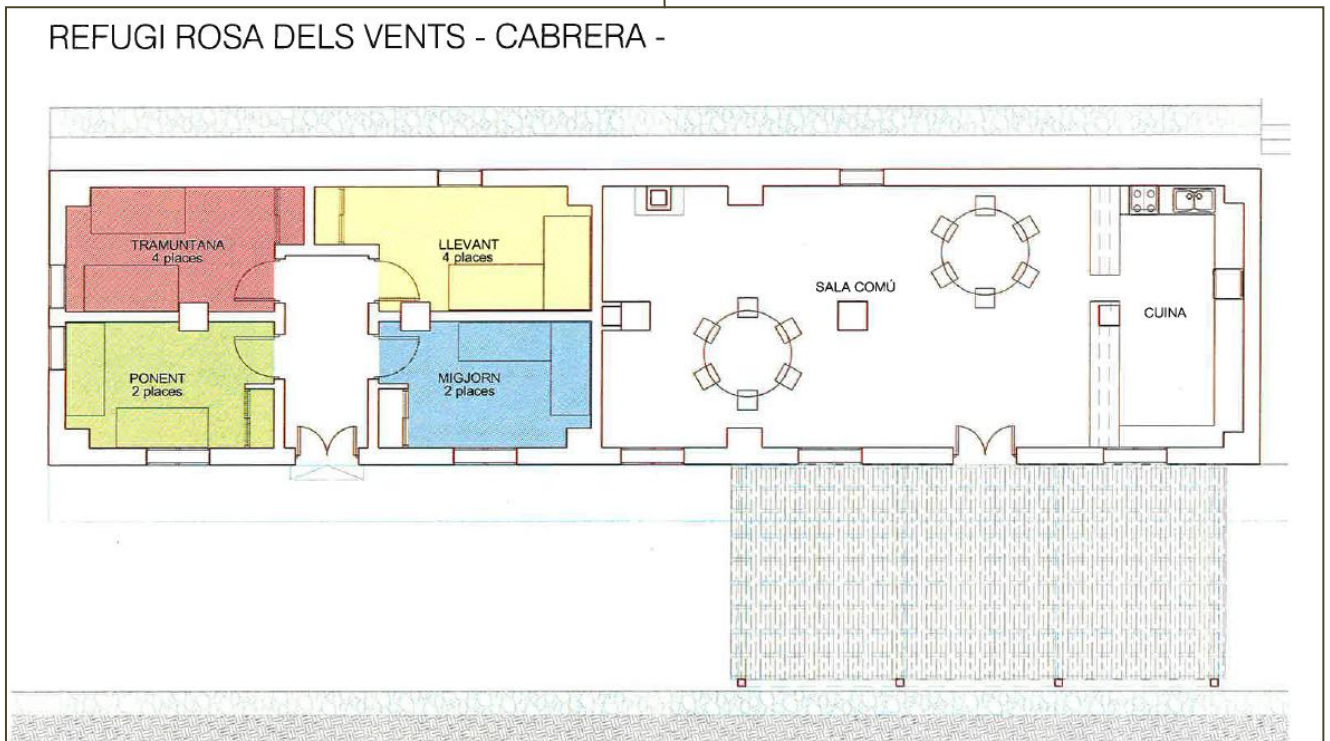 REFUGI ROSA DELS VENTS - CABRERA -
TRAMUNTANA
4 places
LLEVANT
4 places
SALA COMÚ
CUINA
PONENT
2 places
MIGJORN
2 places